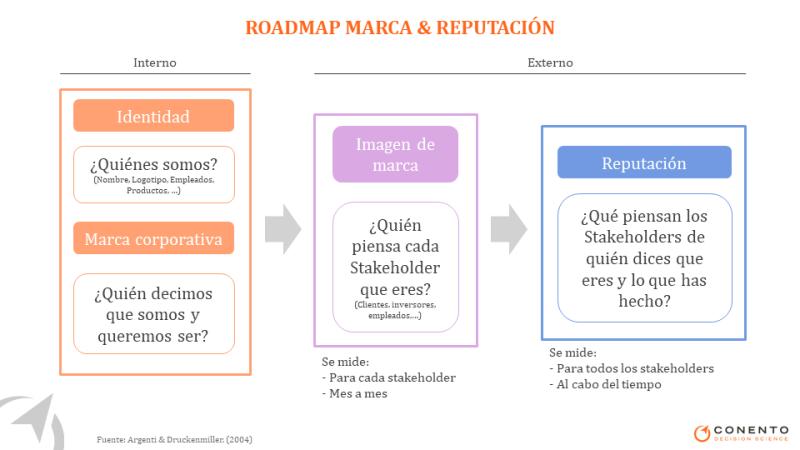 ROADMAP MARCA & REPUTACIÓN
Interno
Externo
Identidad
¿Quiénes somos?
(Nombre, Logotipo, Empleados,
Productos, ...)
Marca corporativa
¿Quién decimos
que somos y
queremos ser?
Imagen de
marca
¿Quién
piensa cada
Stakeholder
que eres?
(Clientes, inversores,
empleados,...)
Se mide:
- Para cada stakeholder
- Mes a mes
Reputación
¿Qué piensan los
Stakeholders de
quién dices que
eres y lo que has
hecho?
Se mide:
- Para todos los stakeholders
- Al cabo del tiempo
Fuente: Argenti & Druckenmiller. (2004)
CONENTO
DECISION SCIENCE